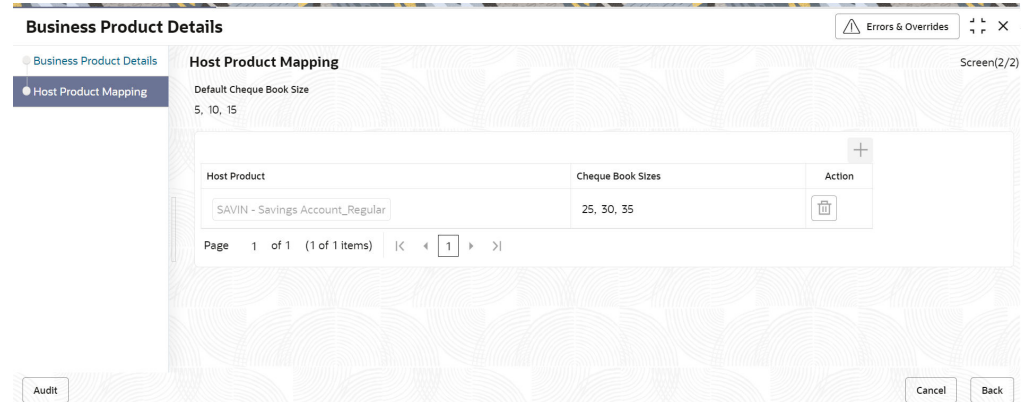 Business Product Details
Errors & Overrides
Business Product Details
Host Product Mapping
Host Product Mapping
Screen(2/2)
Default Cheque Book Size
5, 10, 15
Host Product Cheque Book Sizes Action
SAVIN - Savings Account_Regular 25, 30, 35
Page 1 of 1 (1 of 1 items) 1
Audit Cancel Back